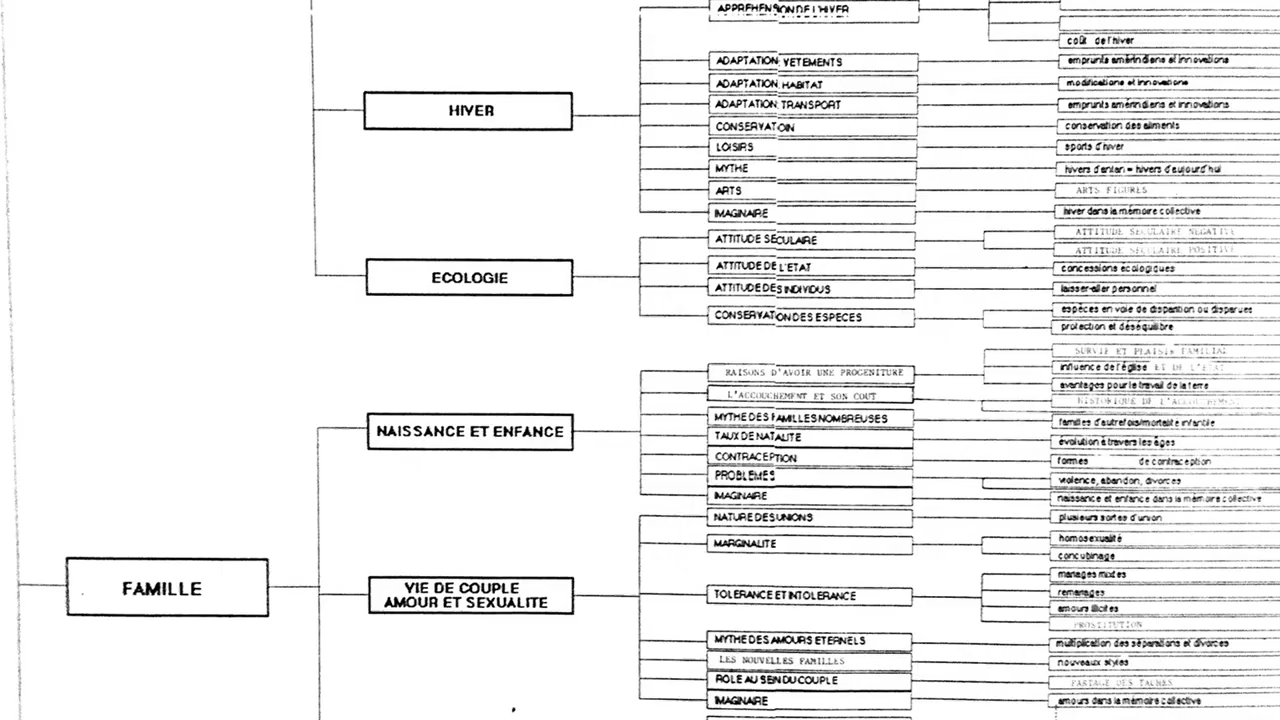 APPREHENSION DE L'HIVER
coût de l'hiver
HIVER
ADAPTATION: VETEMENTS
emprunts amérindiens et innovations
ADAPTATION: HABITAT
modifications et innovations
ADAPTATION: TRANSPORT
emprunts amérindiens et innovations
CONSERVATION
conservation des aliments
LOISIRS
sports d'hiver
MYTHE
hivers d'antan = hivers d'aujourd'hui
ARTS
ARTS FIGURES
IMAGINAIRE
hiver dans la mémoire collective
ECOLOGIE
ATTITUDE SECULAIRE
ATTITUDE SECULAIRE NEGATIVE
ATTITUDE SECULAIRE POSITIVE
ATTITUDE DE L'ETAT
concessions écologiques
ATTITUDE DES INDIVIDUS
laisser-aller personnel
CONSERVATION DES ESPECES
espèces en voie de disparition ou disparues
protection et déséquilibre
NAISSANCE ET ENFANCE
RAISONS D'AVOIR UNE PROGENITURE
SURVIE ET PLAISIR FAMILIAL
influence de l'église ET DE L'ETAT
avantages pour le travail de la terre
L'ACCOUCHEMENT ET SON COUT
HISTORIQUE DE L'ACCOUCHEMENT
MYTHE DES FAMILLES NOMBREUSES
familles d'autrefois/mortalité infantile
TAUX DE NATALITE
évolution à travers les âges
CONTRACEPTION
formes de contraception
PROBLEMES
violence, abandon, divorces
IMAGINAIRE
naissance et enfance dans la mémoire collective
FAMILLE
VIE DE COUPLE
AMOUR ET SEXUALITE
NATURE DES UNIONS
plusieurs sortes d'union
MARGINALITE
homosexualité
concubinage
TOLERANCE ET INTOLERANCE
mariages mixtes
remariages
amours illicites
PROSTITUTION
MYTHE DES AMOURS ETERNELS
multiplication des séparations et divorces
LES NOUVELLES FAMILLES
nouveaux styles
ROLE AU SEIN DU COUPLE
PARTAGE DES TACHES
IMAGINAIRE
amours dans la mémoire collective